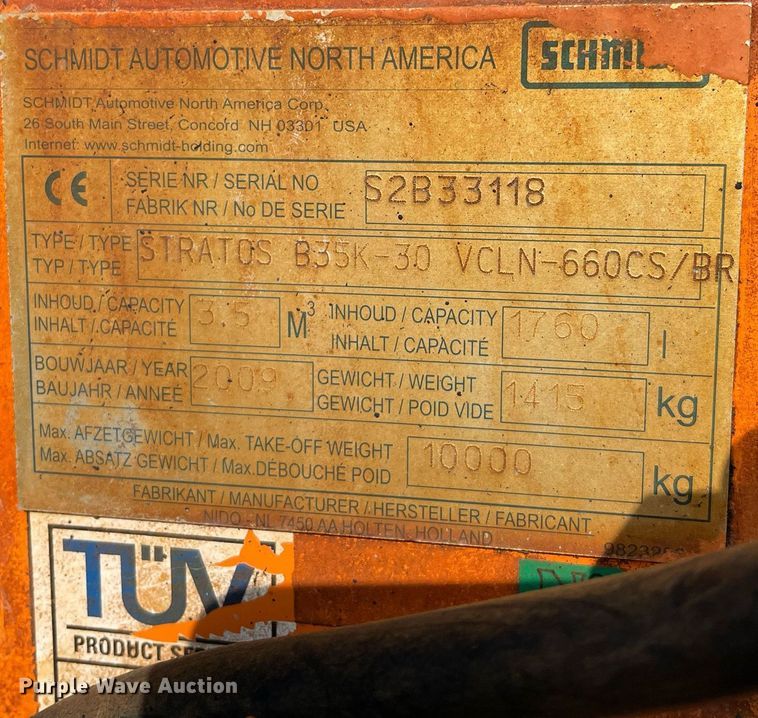 SCHMIDT AUTOMOTIVE NORTH AMERICA
SCHMIDT Automotive North America Corp.
26 South Main Street, Concord NH 03301 USA
Internet: www.schmidt-holding.com
CE SERIE NR / SERIAL NO S2B33118
FABRIK NR / No DE SERIE
TYPE / TYPE STRATOS B35K-30 VCLN-660CS/BR
TYP / TYPE
INHOUD / CAPACITY 3.5 M3 INHOUD / CAPACITY 1760 l
INHALT / CAPACITÉ INHALT / CAPACITÉ
BOUWJAAR / YEAR 2009 GEWICHT / WEIGHT 1415 kg
BAUJAHR / ANNEÉ GEWICHT / POID VIDE
Max. AFZETGEWICHT / Max. TAKE-OFF WEIGHT 10000 kg
Max. ABSATZ GEWICHT / Max. DÉBOUCHÉ POID
FABRIKANT / MANUFACTURER / HERSTELLER / FABRICANT
NIDO - NL 7450 AA HOLTEN-HOLLAND
TÜV
PRODUCT
Purple Wave Auction